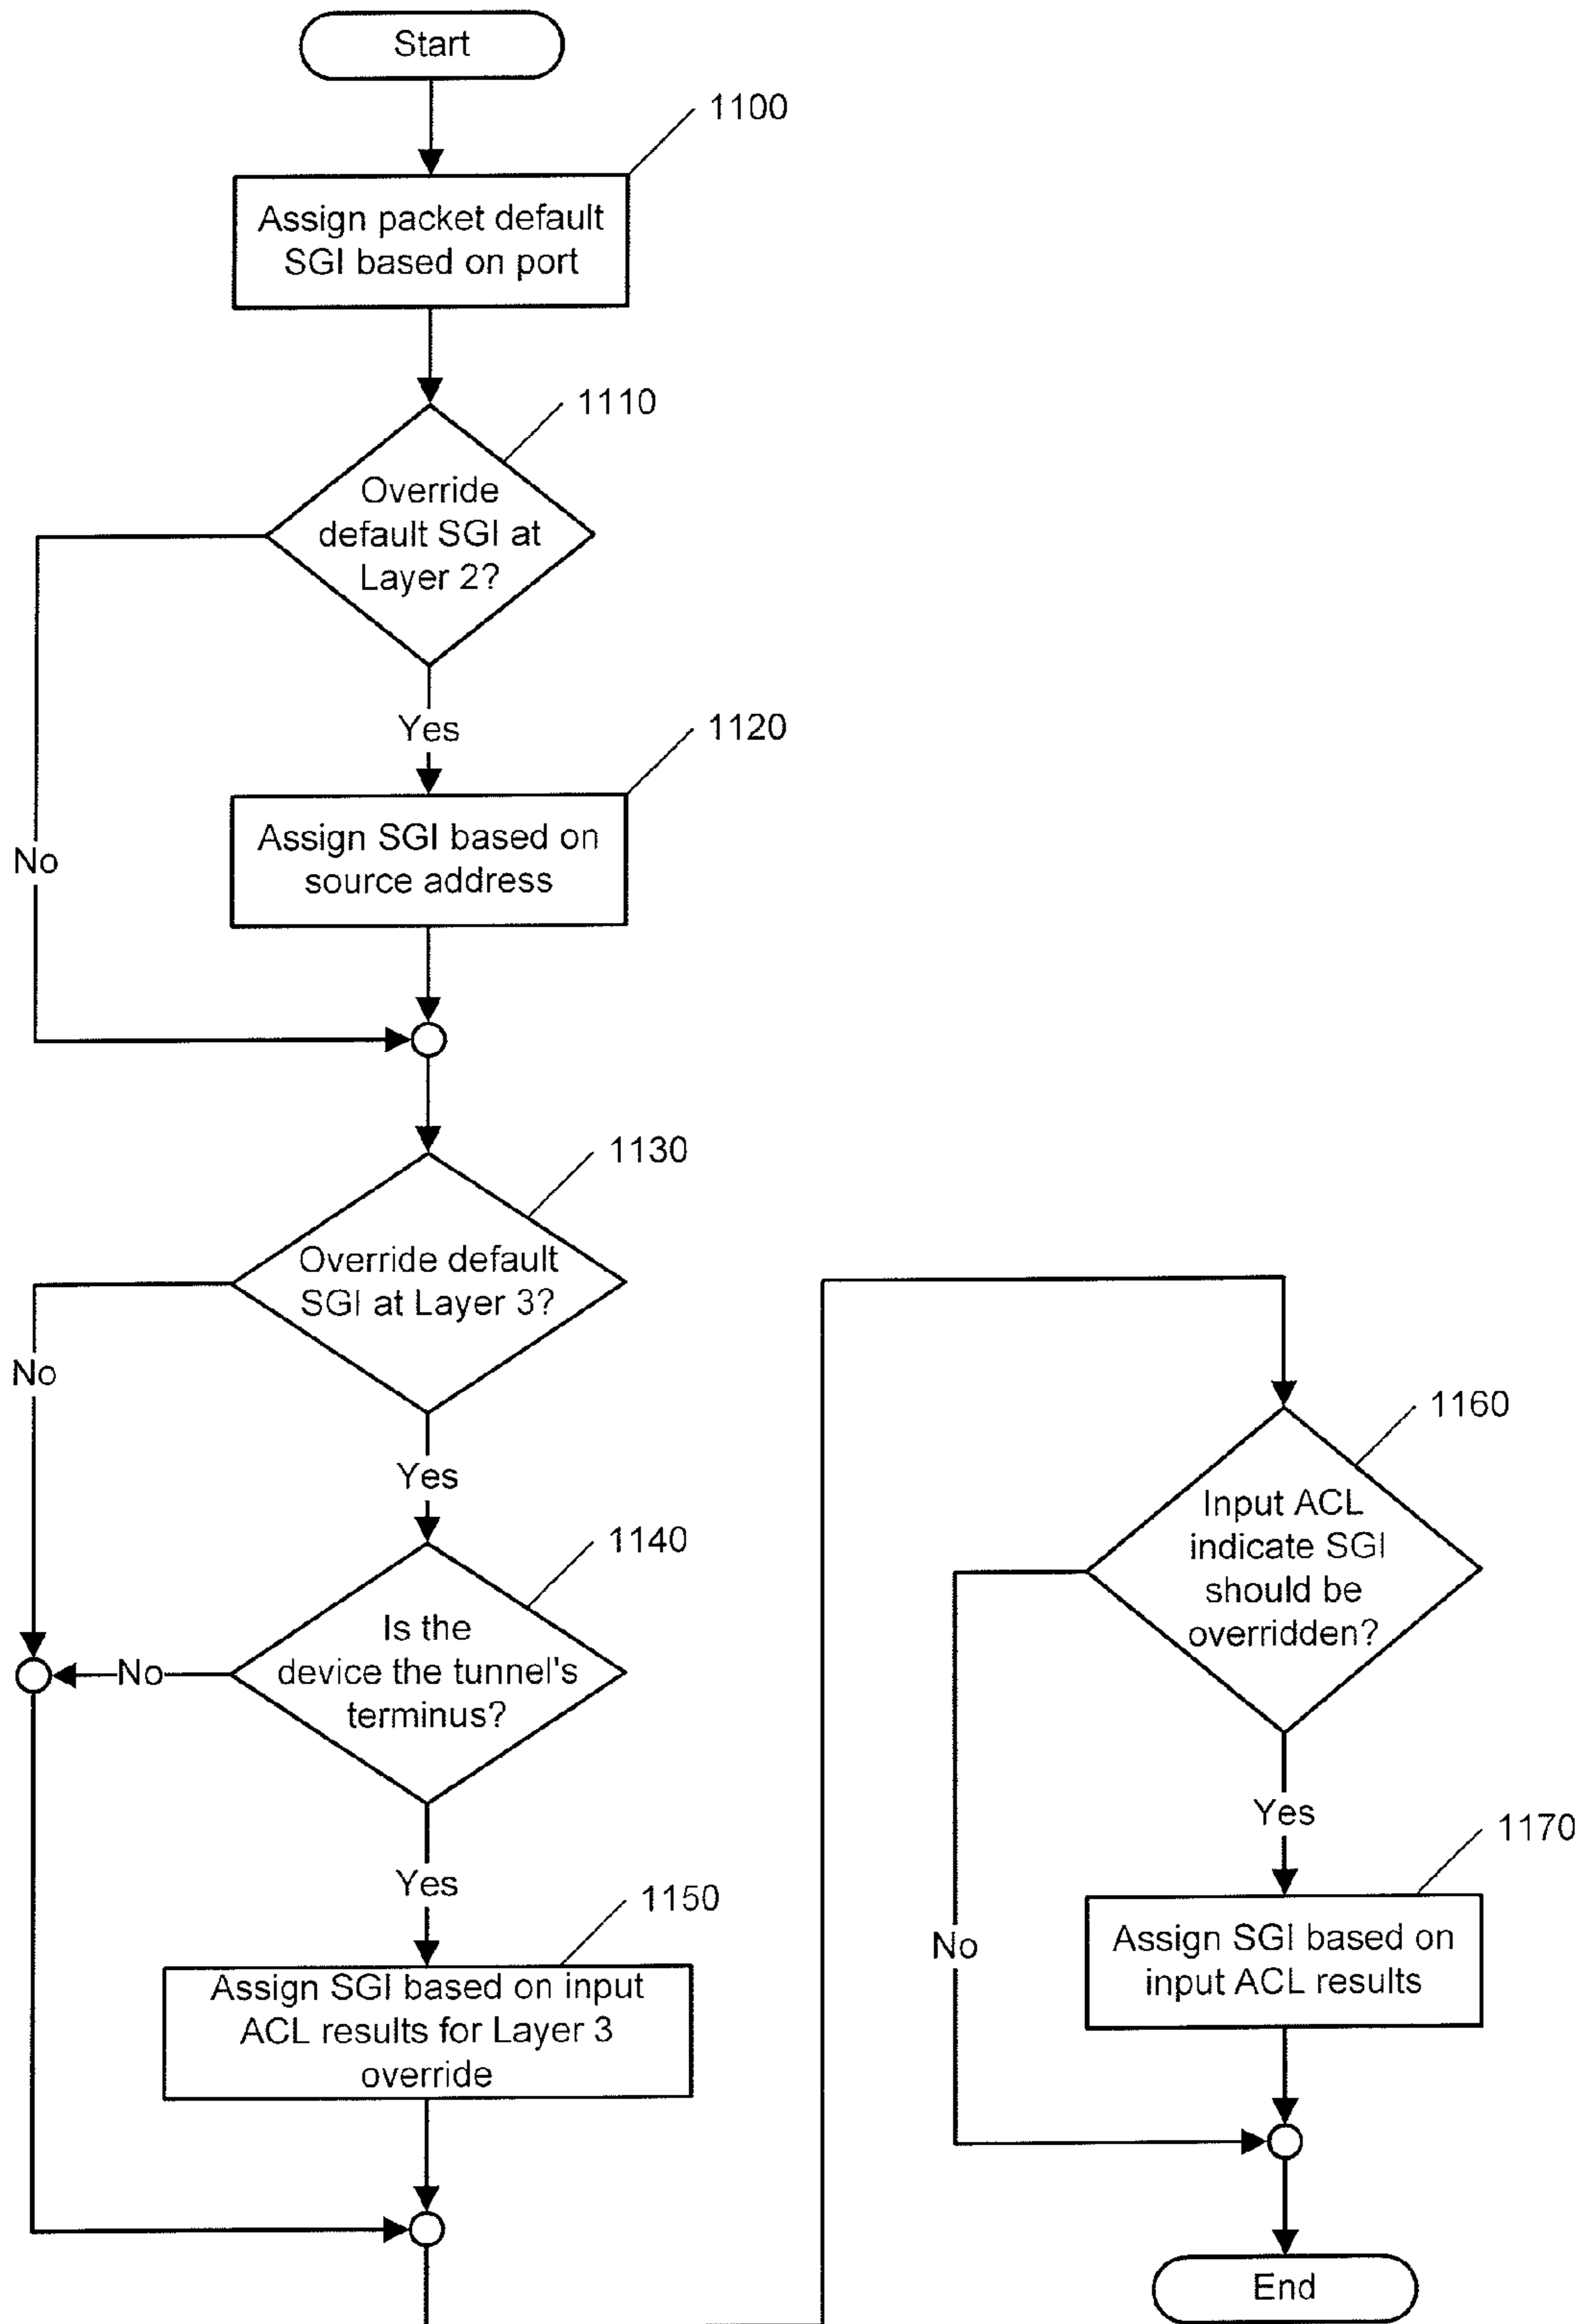 Start
1100
Assign packet default
SGI based on port
1110
Override
default SGI at
Layer 2?
Yes
No
1120
Assign SGI based on
source address
1130
Override default
SGI at Layer 3?
No
Yes
1140
Is the
device the tunnel's
terminus?
No
Yes
1150
Assign SGI based on input
ACL results for Layer 3
override
1160
Input ACL
indicate SGI
should be
overridden?
Yes
No
1170
Assign SGI based on
input ACL results
End